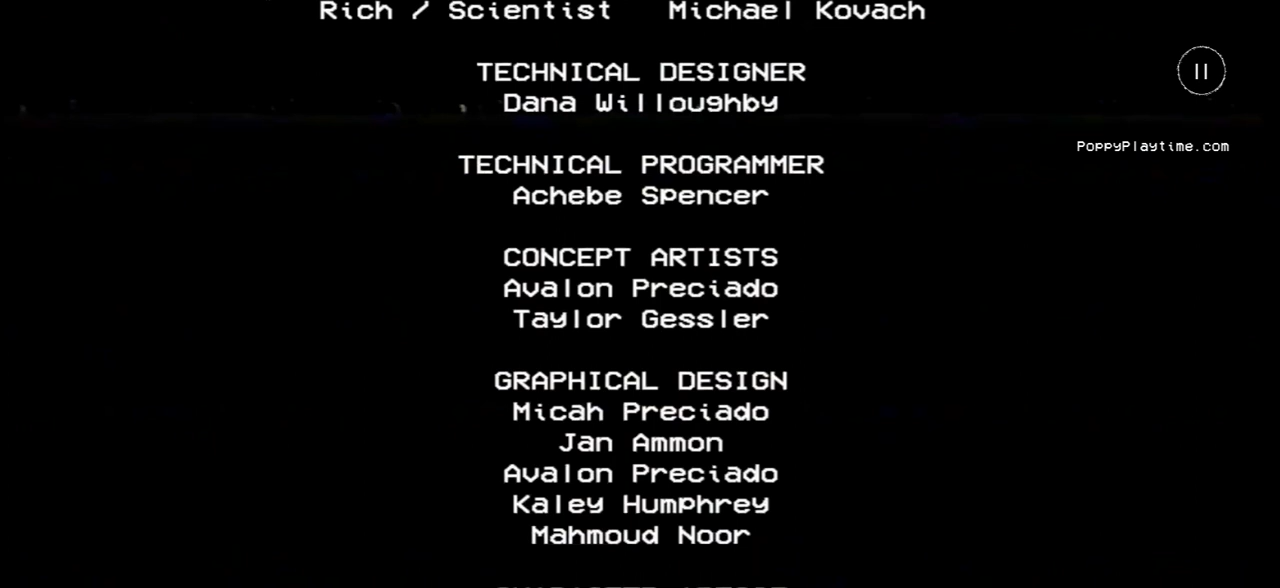 Rich / Scientist Michael Kovach
TECHNICAL DESIGNER
Dana Willoughby
PoppyPlaytime.com
TECHNICAL PROGRAMMER
Achebe Spencer
CONCEPT ARTISTS
Avalon Preciado
Taylor Gessler
GRAPHICAL DESIGN
Micah Preciado
Jan Ammon
Avalon Preciado
Kaley Humphrey
Mahmoud Noor